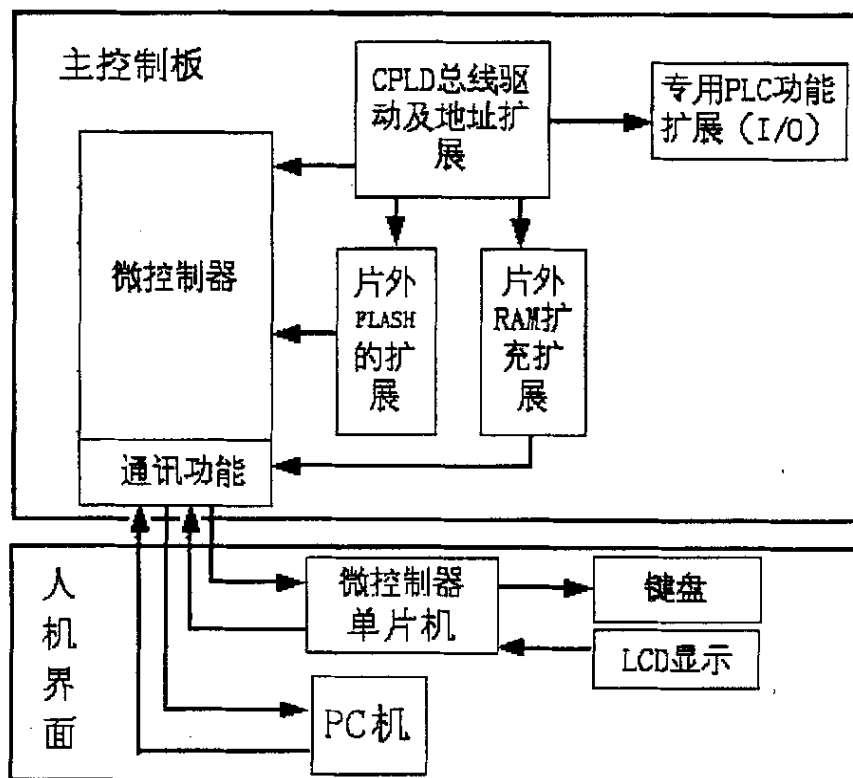 主控制板
CPLD总线驱
动及地址扩
展
专用PLC功能
扩展（I/O）
微控制器
片外
FLASH
的扩
展
片外
RAM扩
充扩
展
通讯功能
人
机
界
面
微控制器
单片机
键盘
LCD显示
PC机